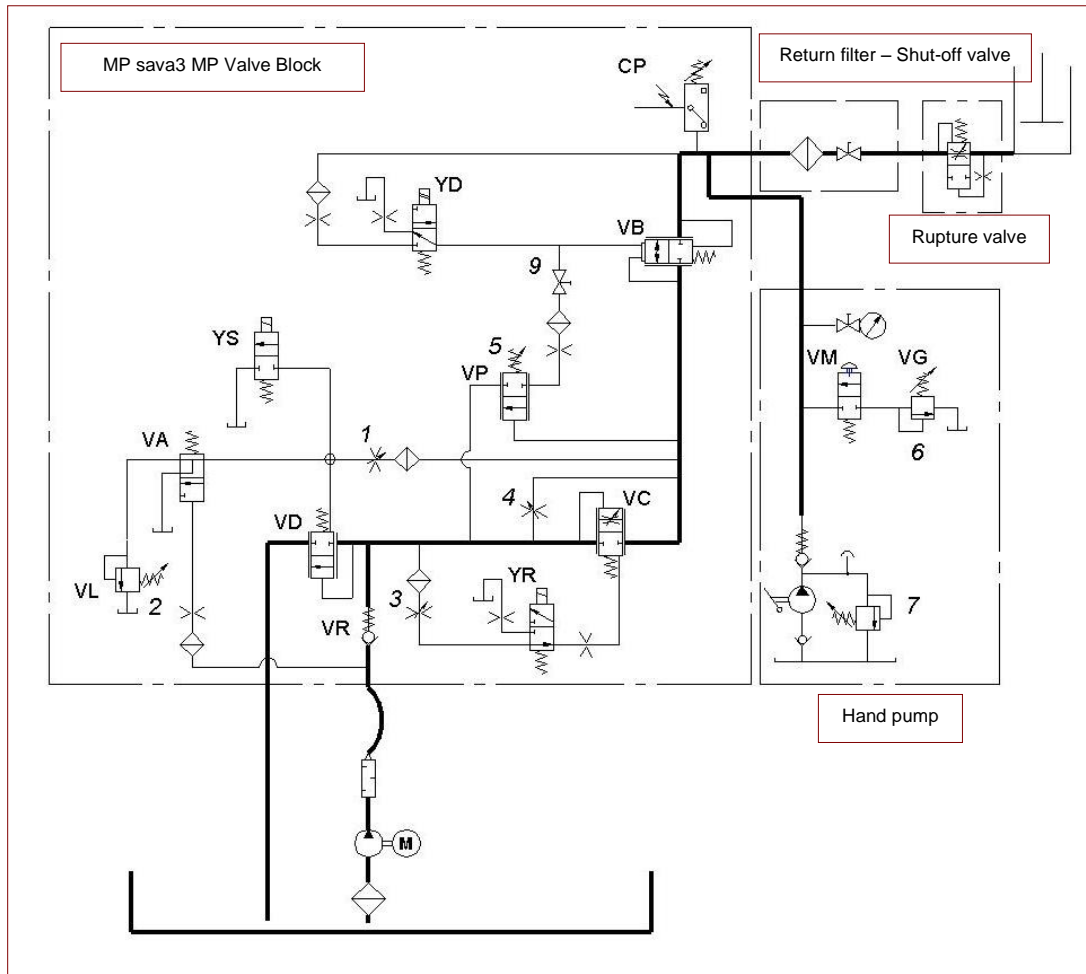 MP sava3 MP Valve Block
Return filter – Shut-off valve
CP
YD
VB
Rupture valve
9
YS
5
VP
VM
VG
VA
1
6
4
VC
VD
VL
2
3
YR
7
VR
Hand pump
M